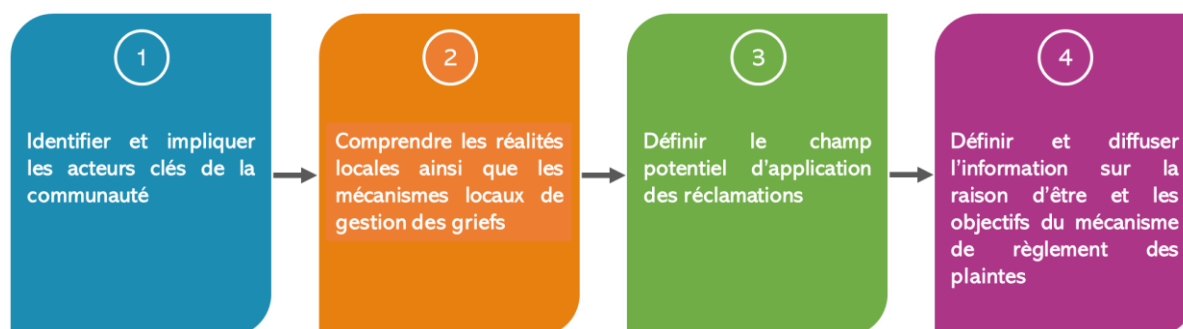 1
Identifier et impliquer
les acteurs clés de la
communauté
2
Comprendre les réalités
locales ainsi que les
mécanismes locaux de
gestion des griefs
3
Définir le champ
potentiel d'application
des réclamations
4
Définir et diffuser
l'information sur la
raison d'être et les
objectifs du mécanisme
de règlement des
plaintes